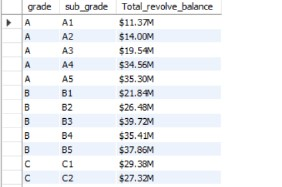 grade sub_grade Total_revolve_balance
A A1 $11.37M
A A2 $14.00M
A A3 $19.54M
A A4 $34.56M
A A5 $35.30M
B B1 $21.84M
B B2 $26.48M
B B3 $39.72M
B B4 $35.41M
B B5 $37.86M
C C1 $29.38M
C C2 $27.32M